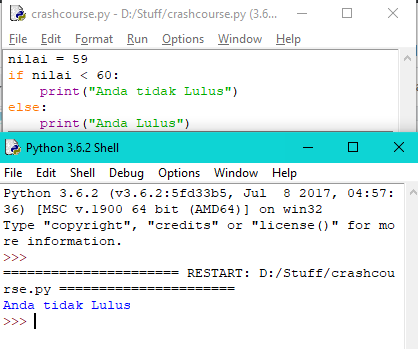 crashcourse.py - D:/Stuff/crashcourse.py (3.6...
File Edit Format Run Options Window Help
nilai = 59
if nilai < 60:
    print("Anda tidak Lulus")
else:
    print("Anda Lulus")
Python 3.6.2 Shell
File Edit Shell Debug Options Window Help
Python 3.6.2 (v3.6.2:5fd33b5, Jul  8 2017, 04:57:
36) [MSC v.1900 64 bit (AMD64)] on win32
Type "copyright", "credits" or "license()" for mo
re information.
>>>
======================= RESTART: D:/Stuff/crashcou
rse.py =======================
Anda tidak Lulus
>>>